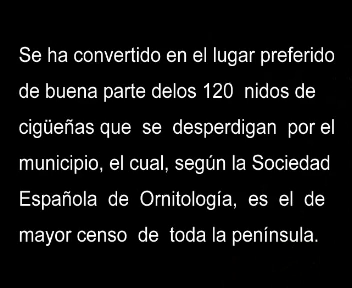 Se ha convertido en el lugar preferido
de buena parte delos 120 nidos de
cigüeñas que se desperdigan por el
municipio, el cual, según la Sociedad
Española de Ornitología, es el de
mayor censo de toda la península.